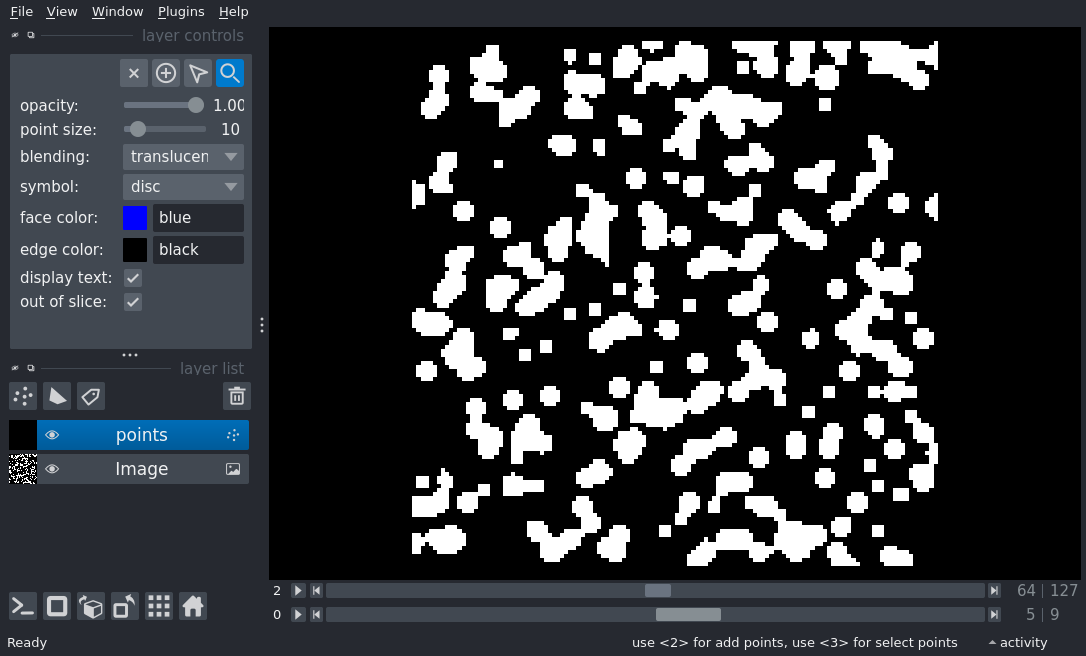 File View Window Plugins Help
layer controls
opacity: 1.00
point size: 10
blending: translucen
symbol: disc
face color: blue
edge color: black
display text:
out of slice:
layer list
points
Image
2 64 | 127
0 5 | 9
Ready use <2> for add points, use <3> for select points activity